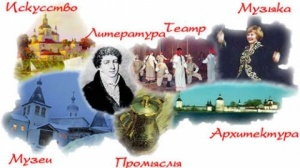 Искусство
Литература
Театр
Музыка
Музеи
Промыслы
Архитектура